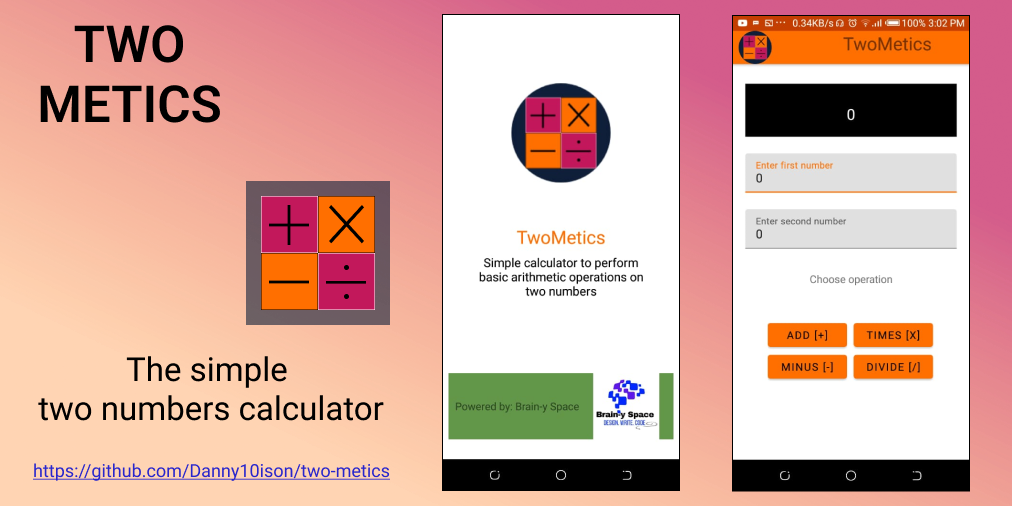 TWO
METICS
The simple
two numbers calculator
https://github.com/Danny10ison/two-metics
TwoMetics
Simple calculator to perform
basic arithmetic operations on
two numbers
Powered by: Brain-y Space
Brain-y Space
DESIGN. WRITE. CODE
0.34KB/s 100% 3:02 PM
TwoMetics
0
Enter first number
0
Enter second number
0
Choose operation
ADD [+] TIMES [X]
MINUS [-] DIVIDE [/]